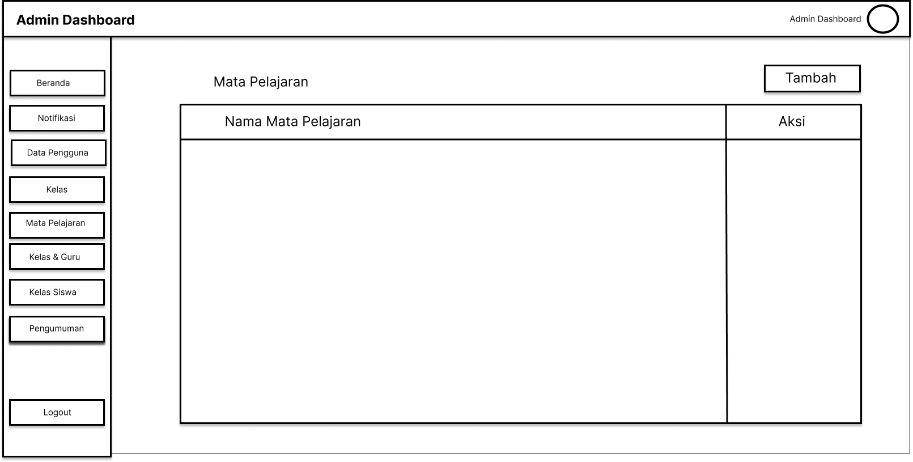 Admin Dashboard
Admin Dashboard
Beranda
Notifikasi
Data Pengguna
Kelas
Mata Pelajaran
Kelas & Guru
Kelas Siswa
Pengumuman
Logout
Mata Pelajaran
Tambah
Nama Mata Pelajaran
Aksi